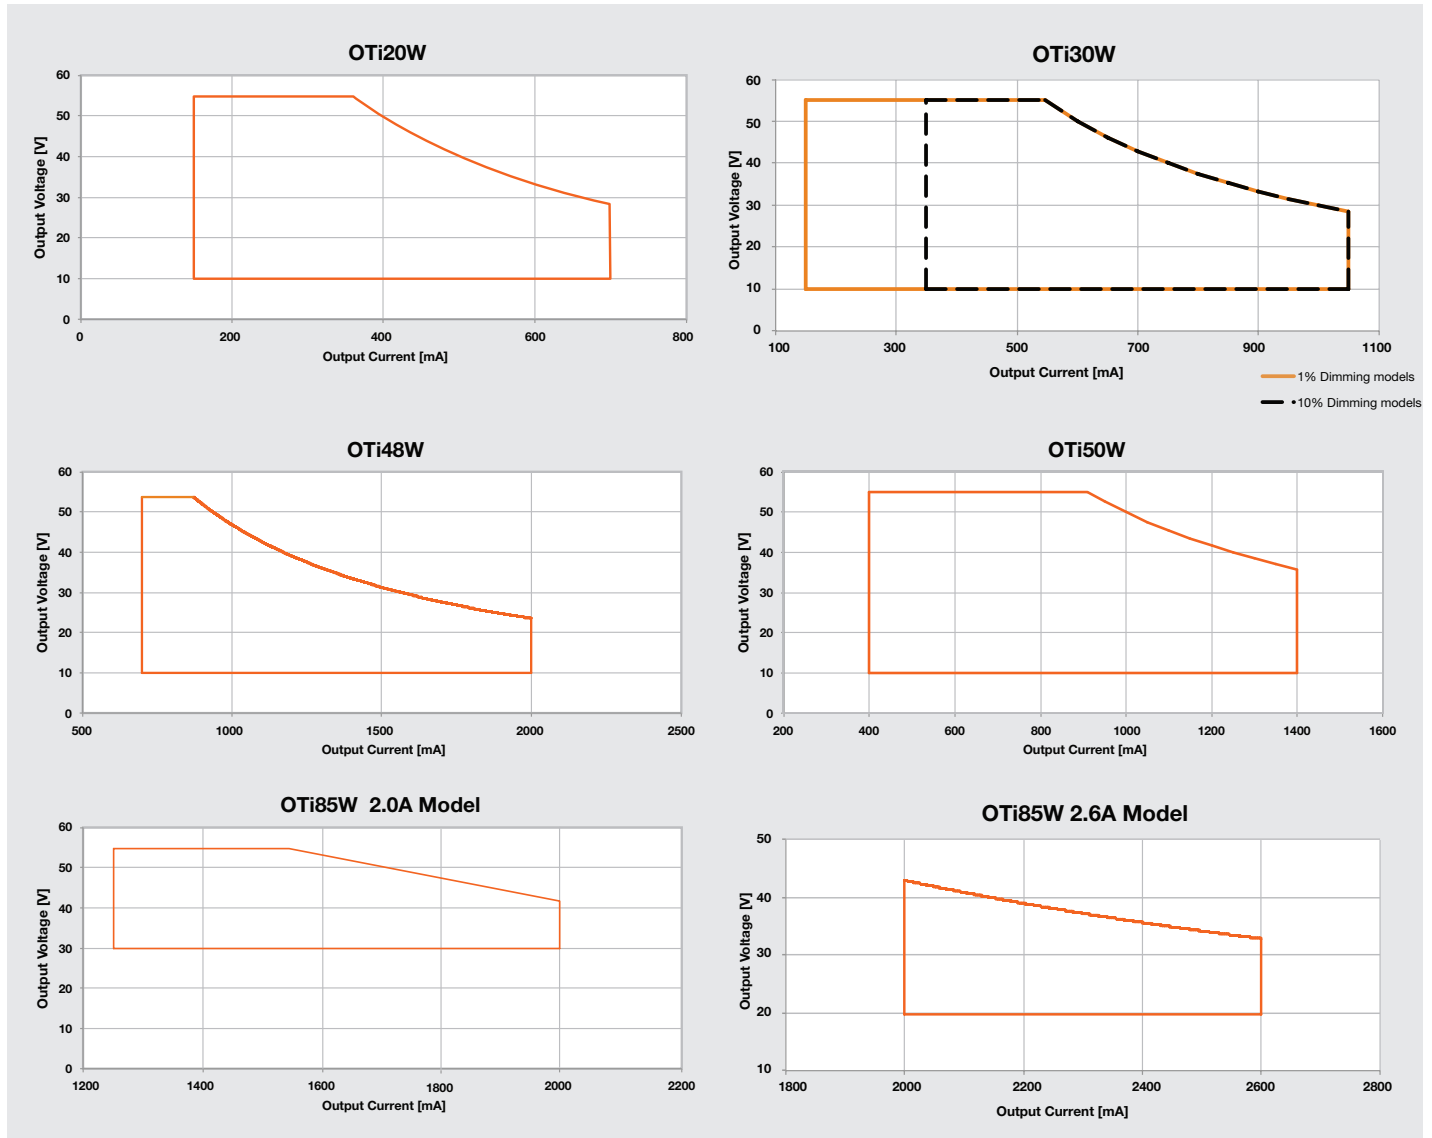 OTi20W
Output Voltage [V]
60
50
40
30
20
10
0
0 200 400 600 800
Output Current [mA]
OTi30W
Output Voltage [V]
60
50
40
30
20
10
0
100 300 500 700 900 1100
Output Current [mA]
1% Dimming models
10% Dimming models
OTi48W
Output Voltage [V]
60
50
40
30
20
10
0
500 1000 1500 2000 2500
Output Current [mA]
OTi50W
Output Voltage [V]
60
50
40
30
20
10
0
200 400 600 800 1000 1200 1400 1600
Output Current [mA]
OTi85W 2.0A Model
Output Voltage [V]
60
50
40
30
20
10
0
1200 1400 1600 1800 2000 2200
Output Current [mA]
OTi85W 2.6A Model
Output Voltage [V]
50
40
30
20
10
1800 2000 2200 2400 2600 2800
Output Current [mA]